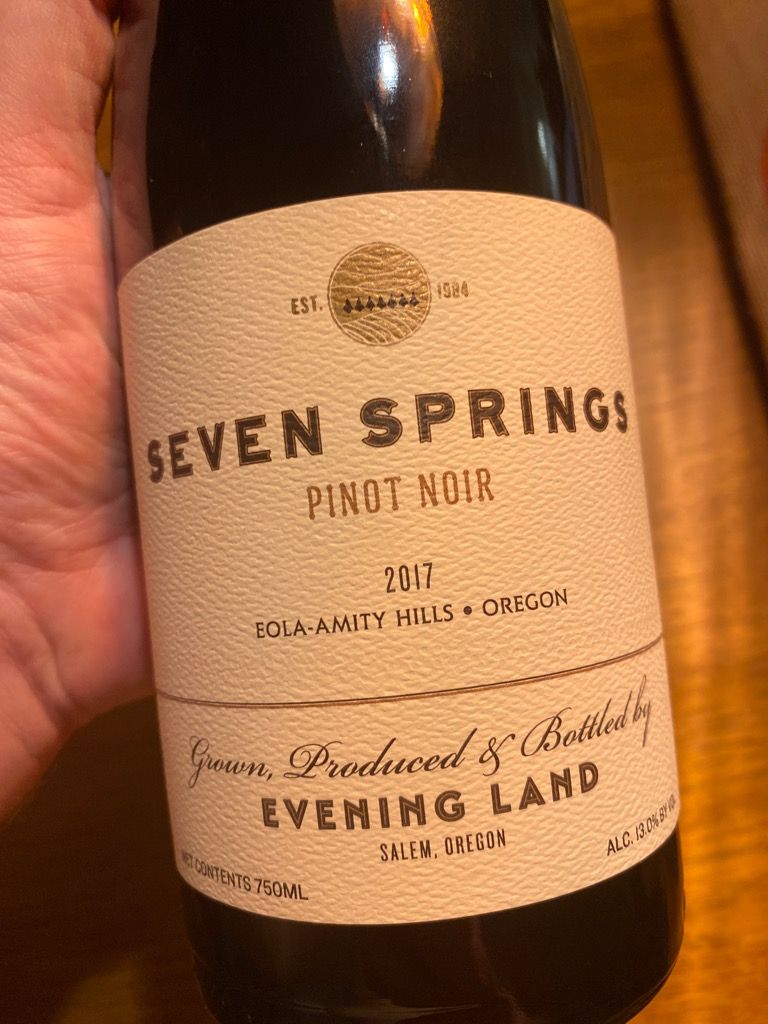 EST. 1984
SEVEN SPRINGS
PINOT NOIR
2017
EOLA-AMITY HILLS • OREGON
Grown, Produced & Bottled by
EVENING LAND
SALEM, OREGON
NET CONTENTS 750ML
ALC. 13.0% BY VOL